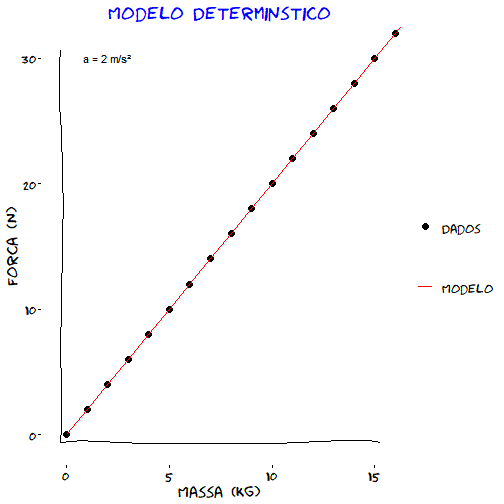 MODELO DETERMINSTICO
a = 2 m/s²
30
20
10
0
FORCA (N)
0 5 10 15
MASSA (KG)
DADOS
MODELO